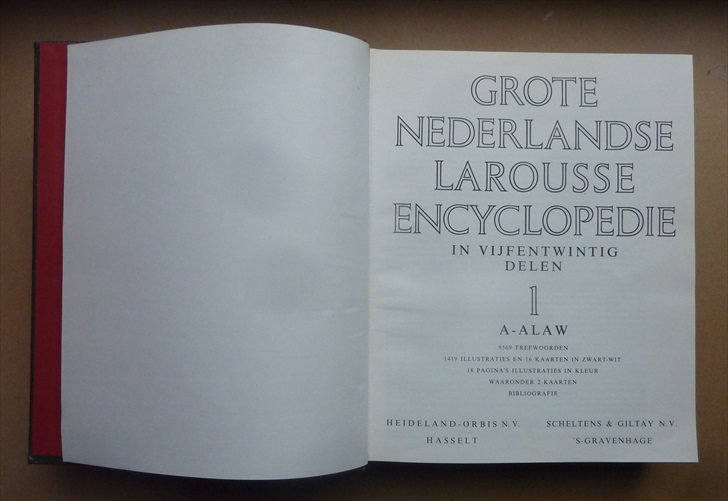 GROTE
NEDERLANDSE
LAROUSSE
ENCYCLOPEDIE
IN VIJFENTWINTIG
DELEN
1
A-ALAW
9568 TREFWOORDEN
1419 ILLUSTRATIES EN 16 KAARTEN IN ZWART-WIT
18 PAGINA'S ILLUSTRATIES IN KLEUR
WAARONDER 2 KAARTEN
BIBLIOGRAFIE
HEIDELAND-ORBIS N.V. SCHELTENS & GILTAY N.V.
HASSELT 'S-GRAVENHAGE